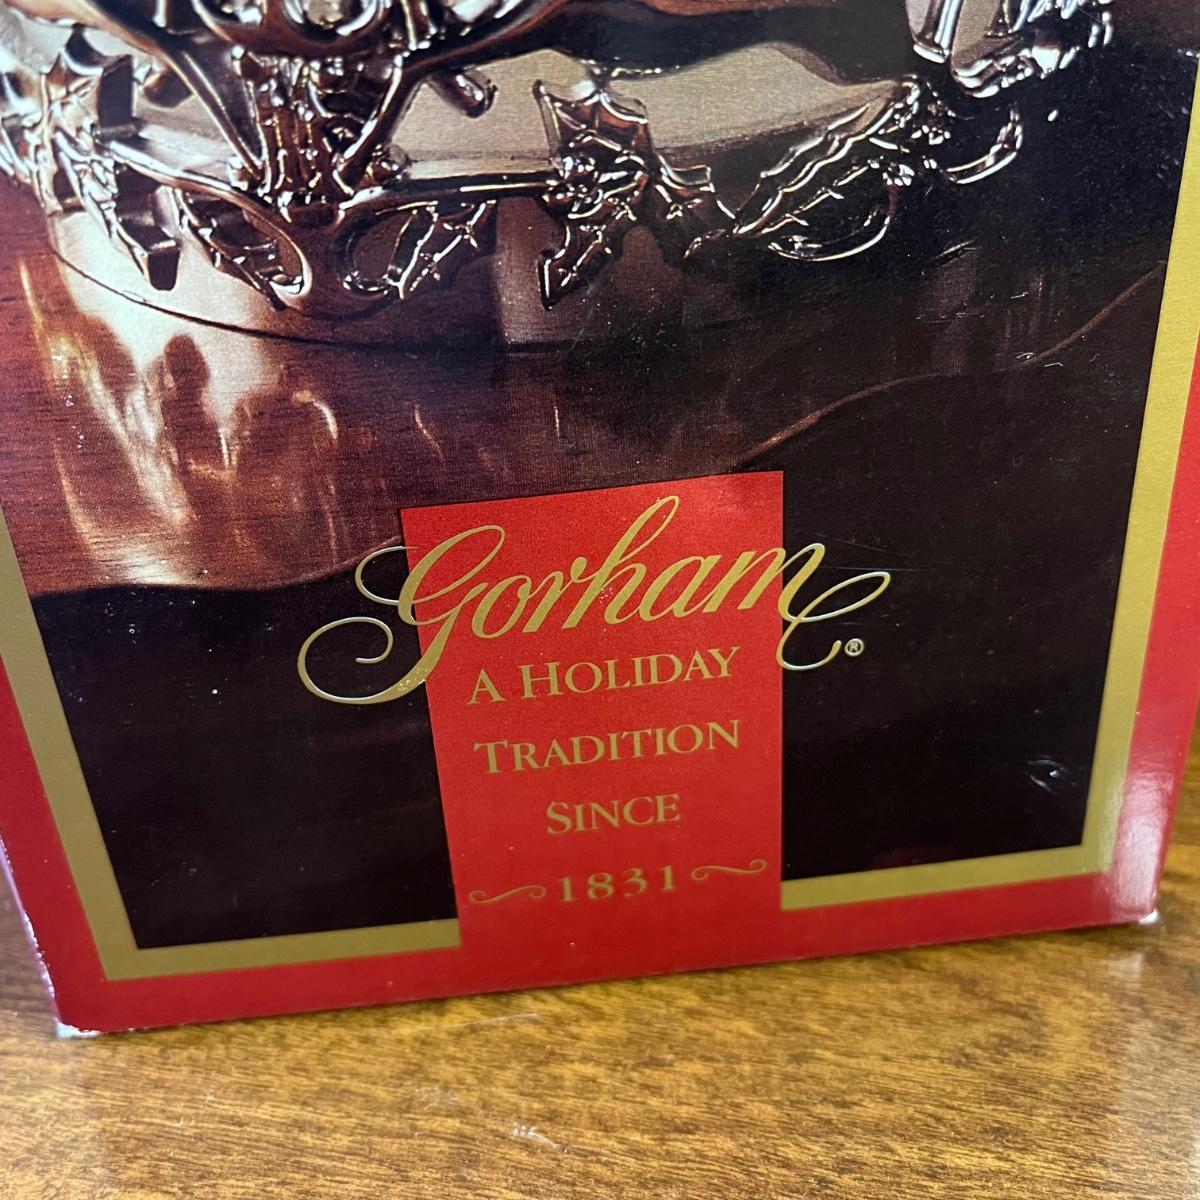 Gorham®
A HOLIDAY
TRADITION
SINCE
1831